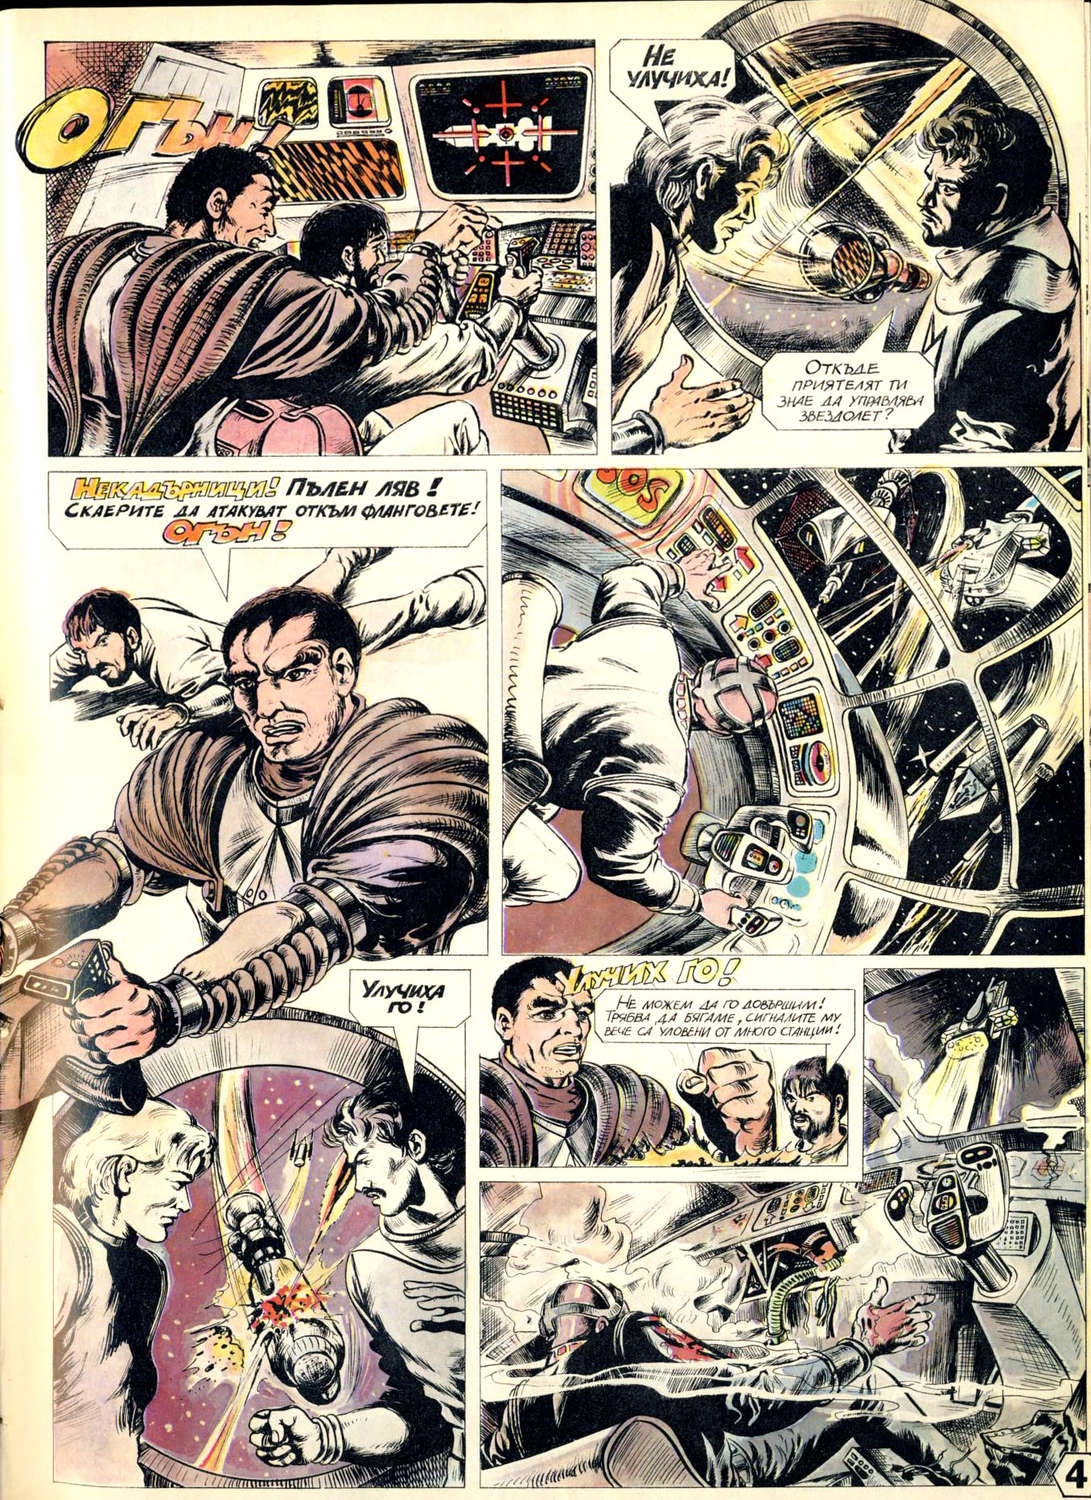 ОГЪН!
НЕ
УЛУЧИХА!
ОТКЪДЕ
ПРИЯТЕЛЯТ ТИ
ЗНАЕ ДА УПРАВЛЯВА
ЗВЕЗДОЛЕТ?
НЕКАДЪРНИЦИ! ПЪЛЕН ЛЯВ!
СКАЕРИТЕ ДА АТАКУВАТ ОТКЪМ ФЛАНГОВЕТЕ!
ОГЪН!
SOS
УЛУЧИХА
ГО!
УЛУЧИХ ГО!
НЕ МОЖЕМ ДА ГО ДОВЪРШИМ!
ТРЯБВА ДА БЯГАМЕ, СИГНАЛИТЕ МУ
ВЕЧЕ СА УЛОВЕНИ ОТ МНОГО СТАНЦИИ!
4